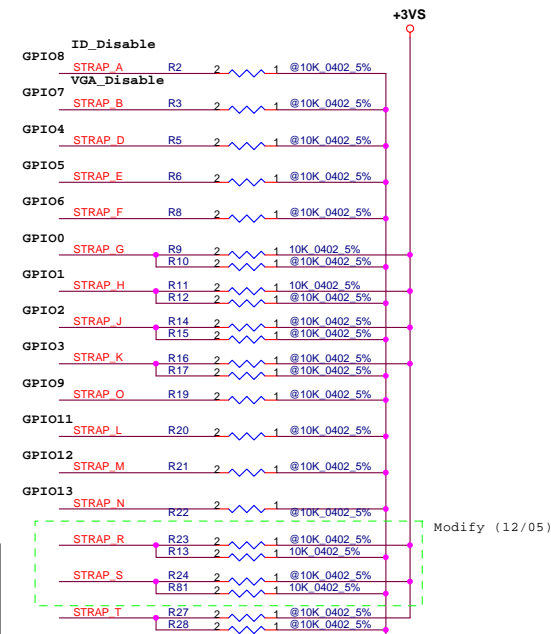 +3VS
ID_Disable
GPIO8
STRAP_A R2 2 1 @10K_0402_5%
VGA_Disable
GPIO7
STRAP_B R3 2 1 @10K_0402_5%
GPIO4
STRAP_D R5 2 1 @10K_0402_5%
GPIO5
STRAP_E R6 2 1 @10K_0402_5%
GPIO6
STRAP_F R8 2 1 @10K_0402_5%
GPIO0
STRAP_G R9 2 1 10K_0402_5%
R10 2 1 @10K_0402_5%
GPIO1
STRAP_H R11 2 1 10K_0402_5%
R12 2 1 @10K_0402_5%
GPIO2
STRAP_J R14 2 1 @10K_0402_5%
R15 2 1 @10K_0402_5%
GPIO3
STRAP_K R16 2 1 @10K_0402_5%
R17 2 1 @10K_0402_5%
GPIO9
STRAP_O R19 2 1 @10K_0402_5%
GPIO11
STRAP_L R20 2 1 @10K_0402_5%
GPIO12
STRAP_M R21 2 1 @10K_0402_5%
GPIO13
STRAP_N R22 2 1 @10K_0402_5%
Modify (12/05)
STRAP_R R23 2 1 @10K_0402_5%
R13 2 1 10K_0402_5%
STRAP_S R24 2 1 @10K_0402_5%
R81 2 1 10K_0402_5%
STRAP_T R27 2 1 @10K_0402_5%
R28 2 1 @10K_0402_5%